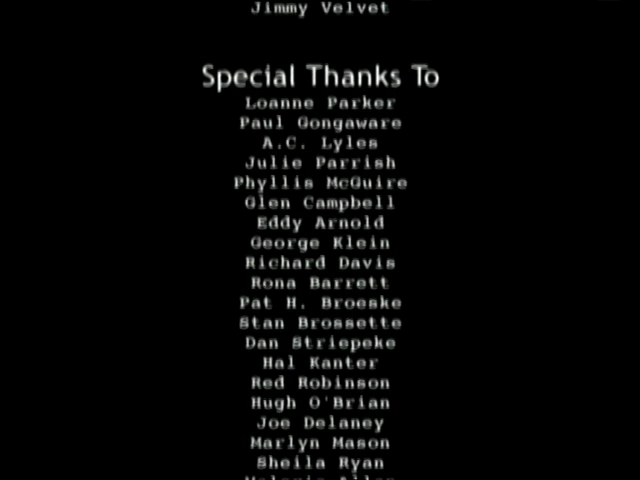 Jimmy Velvet
Special Thanks To
Loanne Parker
Paul Gongaware
A.C. Lyles
Julie Parrish
Phyllis McGuire
Glen Campbell
Eddy Arnold
George Klein
Richard Davis
Rona Barrett
Pat H. Broeske
Stan Brossette
Dan Striepeke
Hal Kanter
Red Robinson
Hugh O'Brian
Joe Delaney
Marlyn Mason
Sheila Ryan